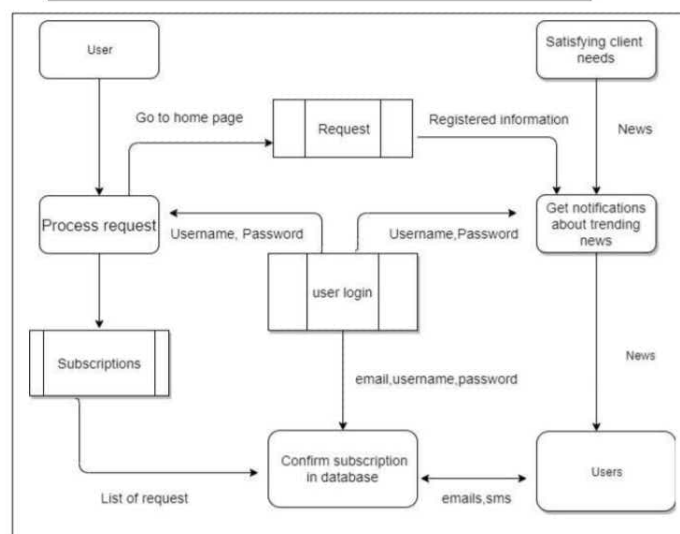 User
Satisfying client
needs
Go to home page
Request
Registered information
News
Process request
Username, Password
Username,Password
Get notifications
about trending
news
user login
Subscriptions
News
email,username,password
Confirm subscription
in database
Users
List of request
emails,sms